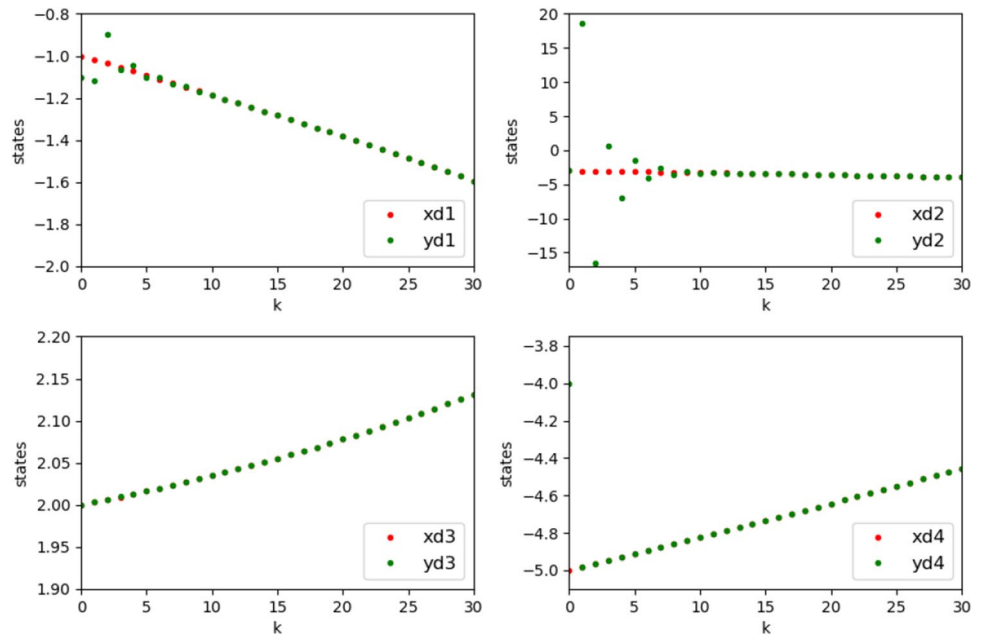 −0.8
−1.0
−1.2
−1.4
−1.6
−1.8
−2.0
states
0 5 10 15 20 25 30
k
xd1
yd1
20
15
10
5
0
−5
−10
−15
states
0 5 10 15 20 25 30
k
xd2
yd2
2.20
2.15
2.10
2.05
2.00
1.95
1.90
states
0 5 10 15 20 25 30
k
xd3
yd3
−3.8
−4.0
−4.2
−4.4
−4.6
−4.8
−5.0
states
0 5 10 15 20 25 30
k
xd4
yd4